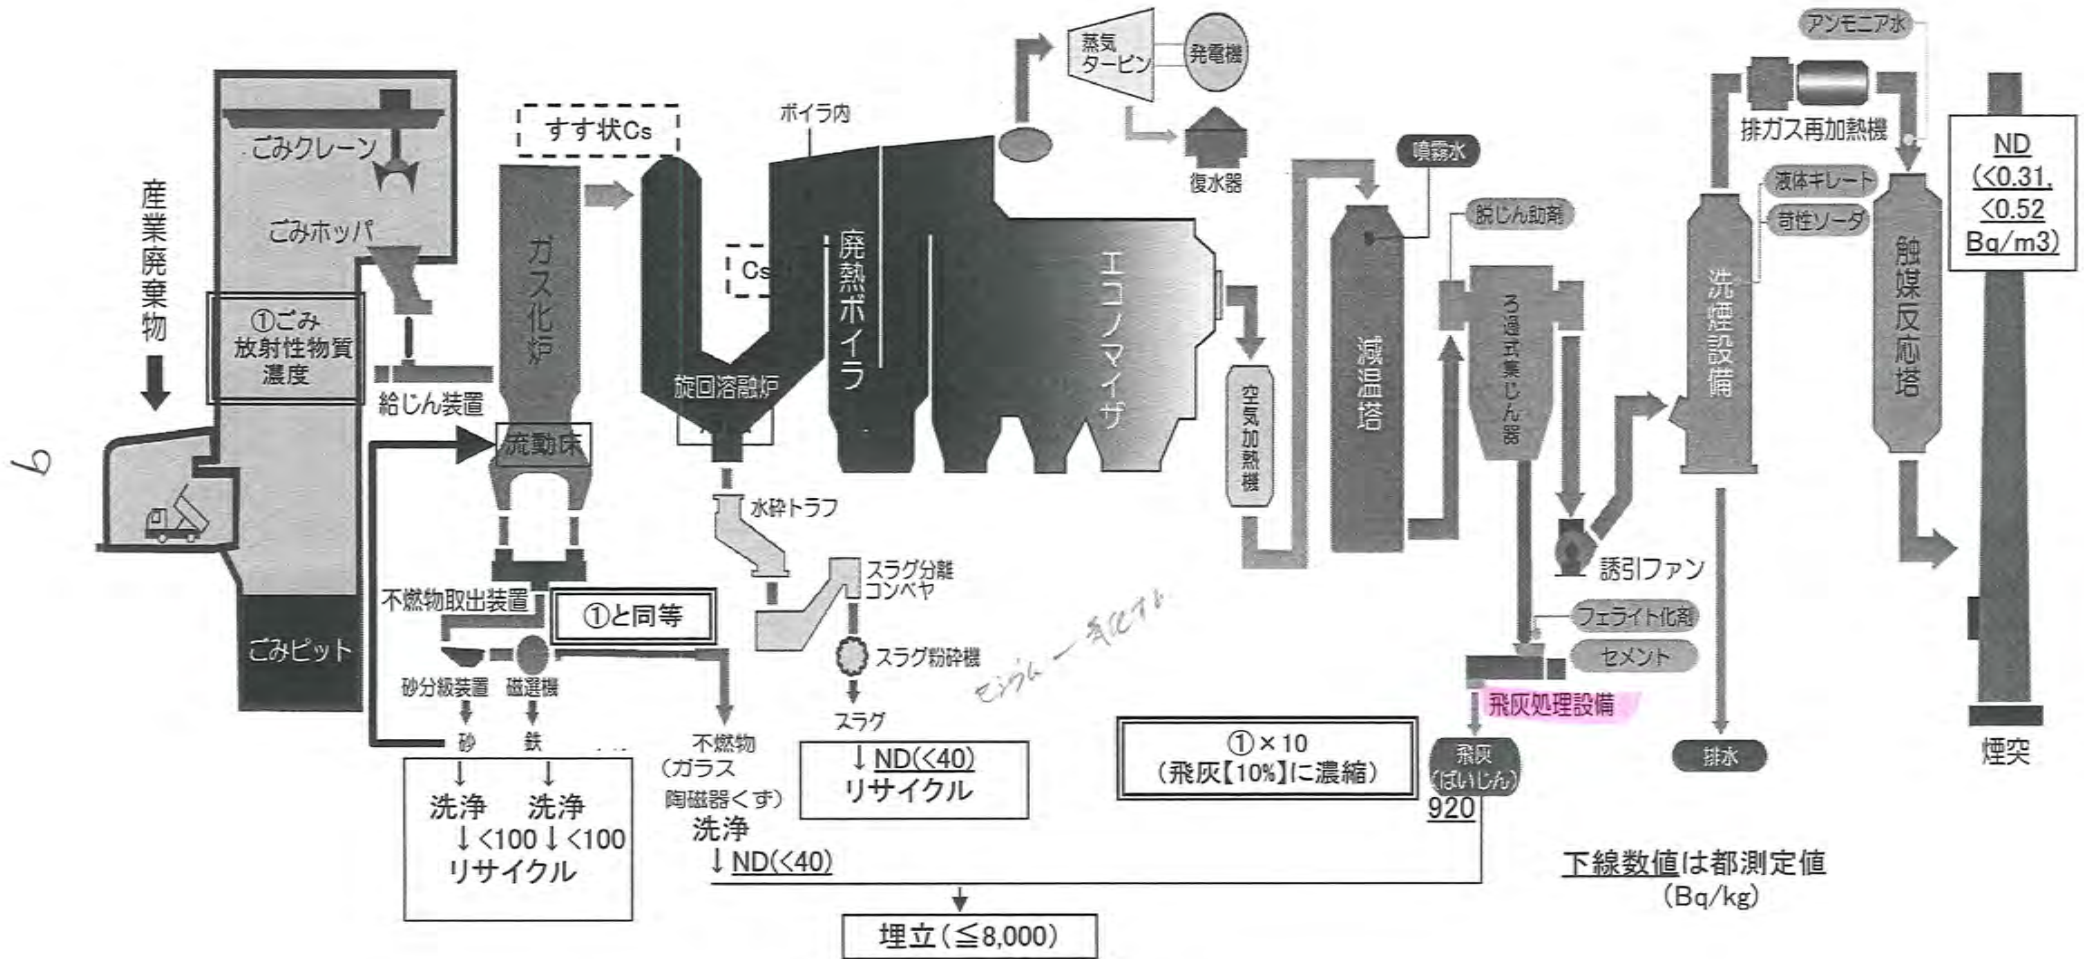 アンモニア水
蒸気
タービン
発電機
復水器
排ガス再加熱機
ND
(<0.31,
<0.52
Bq/m3)
ごみクレーン
すす状Cs
ボイラ内
噴霧水
脱じん助剤
液体キレート
苛性ソーダ
産業廃棄物
ごみホッパ
①ごみ
放射性物質
濃度
給じん装置
ガス化炉
流動床
Cs
旋回溶融炉
廃熱ボイラ
エコノマイザ
空気加熱機
減温塔
ろ過式集じん器
洗煙設備
触媒反応塔
誘引ファン
6
水砕トラフ
スラグ分離
コンベヤ
不燃物取出装置
①と同等
フェライト化剤
セメント
ごみピット
スラグ粉砕機
砂分級装置
磁選機
セシウム
飛灰処理設備
砂
鉄
不燃物
(ガラス
陶磁器くず)
スラグ
↓ ND(<40)
リサイクル
①×10
(飛灰【10%】に濃縮)
飛灰
(ばいじん)
920
排水
煙突
洗浄 洗浄
↓<100 ↓<100
リサイクル
洗浄
↓ ND(<40)
下線数値は都測定値
(Bq/kg)
埋立(≦8,000)